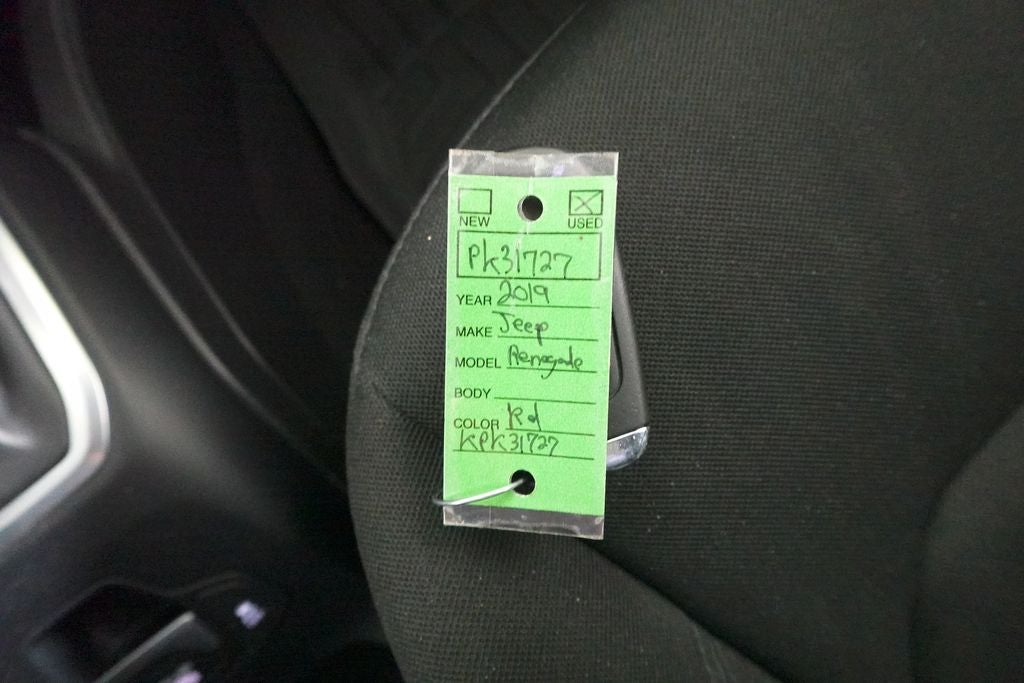 NEW USED
PK31727
YEAR 2019
MAKE Jeep
MODEL Renegade
BODY
COLOR Rd
KPK31727